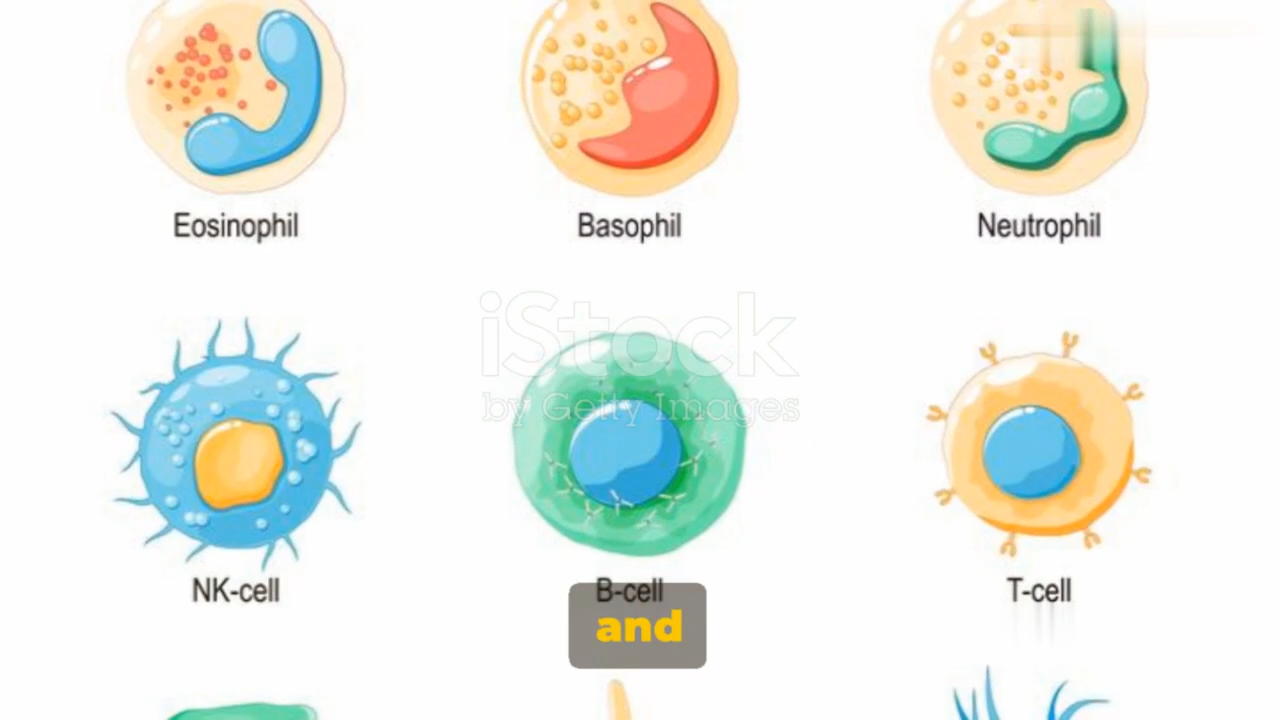 Eosinophil
Basophil
Neutrophil
iStock
by Getty Images
NK-cell
B-cell
T-cell
and